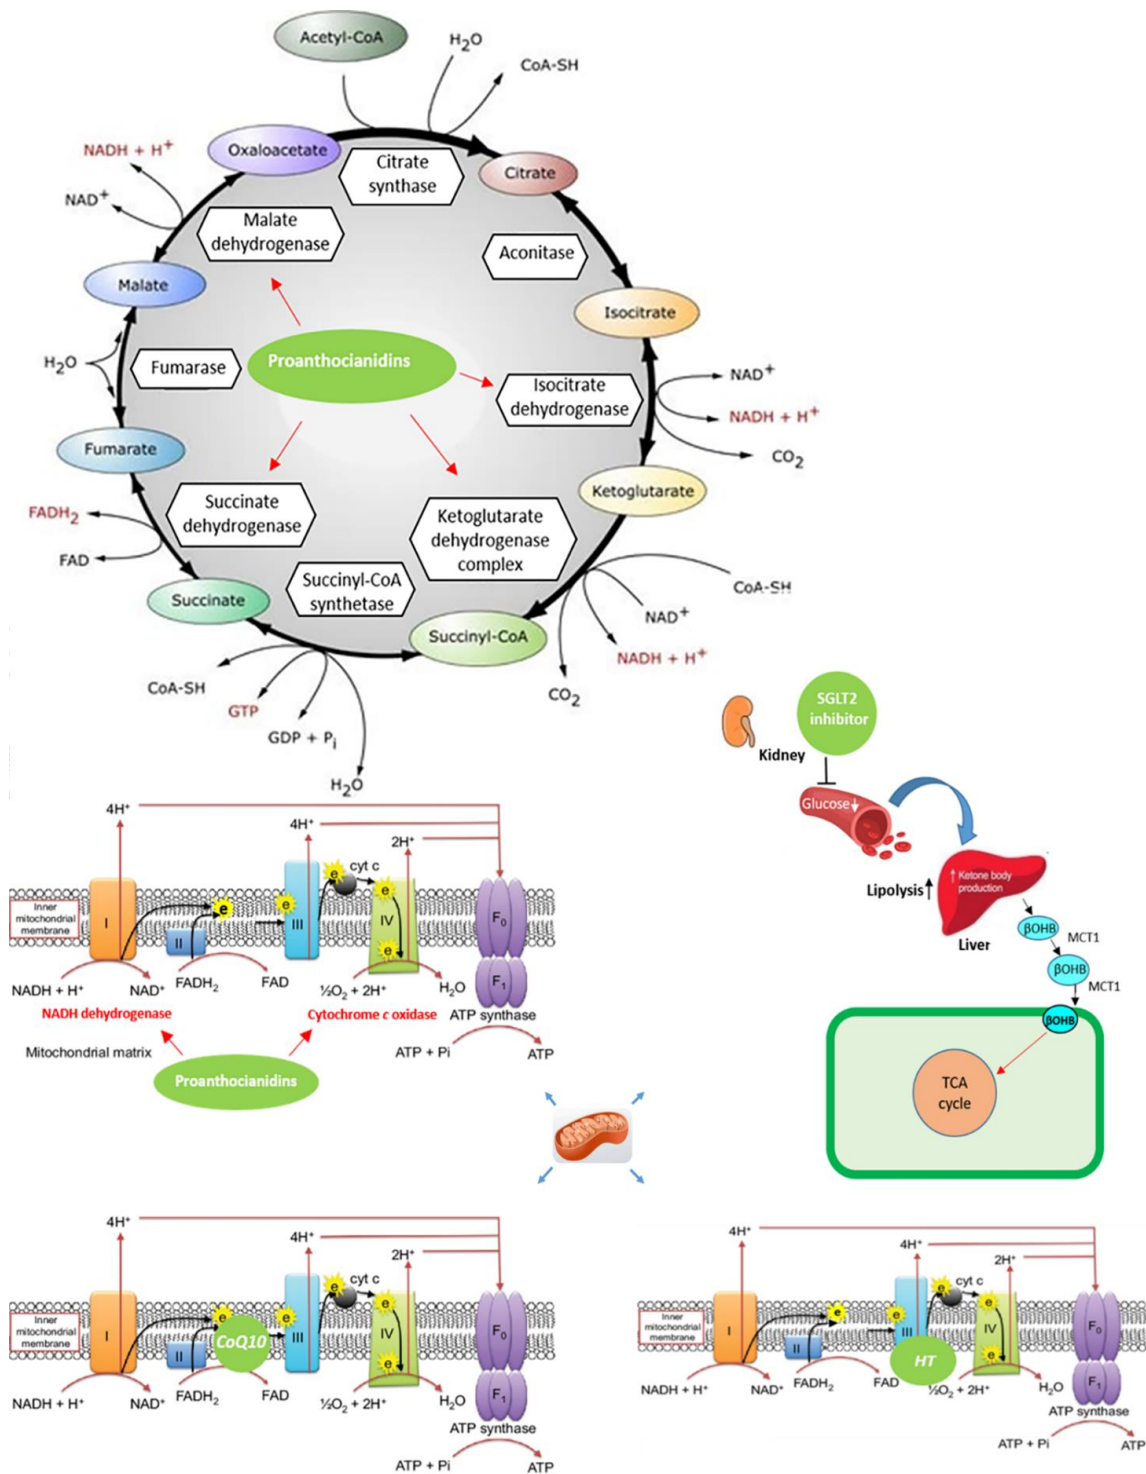 Acetyl-CoA
H₂O
CoA-SH
NADH + H⁺
NAD⁺
Oxaloacetate
Citrate
synthase
Citrate
Malate
dehydrogenase
Aconitase
Malate
Isocitrate
H₂O
Fumarase
Proanthocianidins
Isocitrate
dehydrogenase
NAD⁺
NADH + H⁺
CO₂
Fumarate
Ketoglutarate
FADH₂
FAD
Succinate
dehydrogenase
Ketoglutarate
dehydrogenase
complex
Succinyl-CoA
synthetase
CoA-SH
NAD⁺
NADH + H⁺
CO₂
Succinate
Succinyl-CoA
CoA-SH
GTP
GDP + Pᵢ
H₂O
SGLT2
inhibitor
Kidney
Glucose↓
Lipolysis↑
↑ Ketone body
production
Liver
βOHB
MCT1
βOHB
MCT1
βOHB
TCA
cycle
4H⁺
4H⁺
2H⁺
e
cyt c
e
e
e
Inner
mitochondrial
membrane
I
II
III
IV
e
F₀
F₁
NADH + H⁺
NAD⁺
FADH₂
FAD
½O₂ + 2H⁺
H₂O
NADH dehydrogenase
Cytochrome c oxidase
ATP synthase
Mitochondrial matrix
ATP + Pi
ATP
Proanthocianidins
4H⁺
4H⁺
2H⁺
e
cyt c
e
e
e
Inner
mitochondrial
membrane
I
II
CoQ10
III
IV
e
F₀
F₁
NADH + H⁺
NAD⁺
FADH₂
FAD
½O₂ + 2H⁺
H₂O
ATP synthase
ATP + Pi
ATP
4H⁺
4H⁺
2H⁺
e
cyt c
e
e
e
Inner
mitochondrial
membrane
I
II
III
HT
IV
e
F₀
F₁
NADH + H⁺
NAD⁺
FADH₂
FAD
½O₂ + 2H⁺
H₂O
ATP synthase
ATP + Pi
ATP